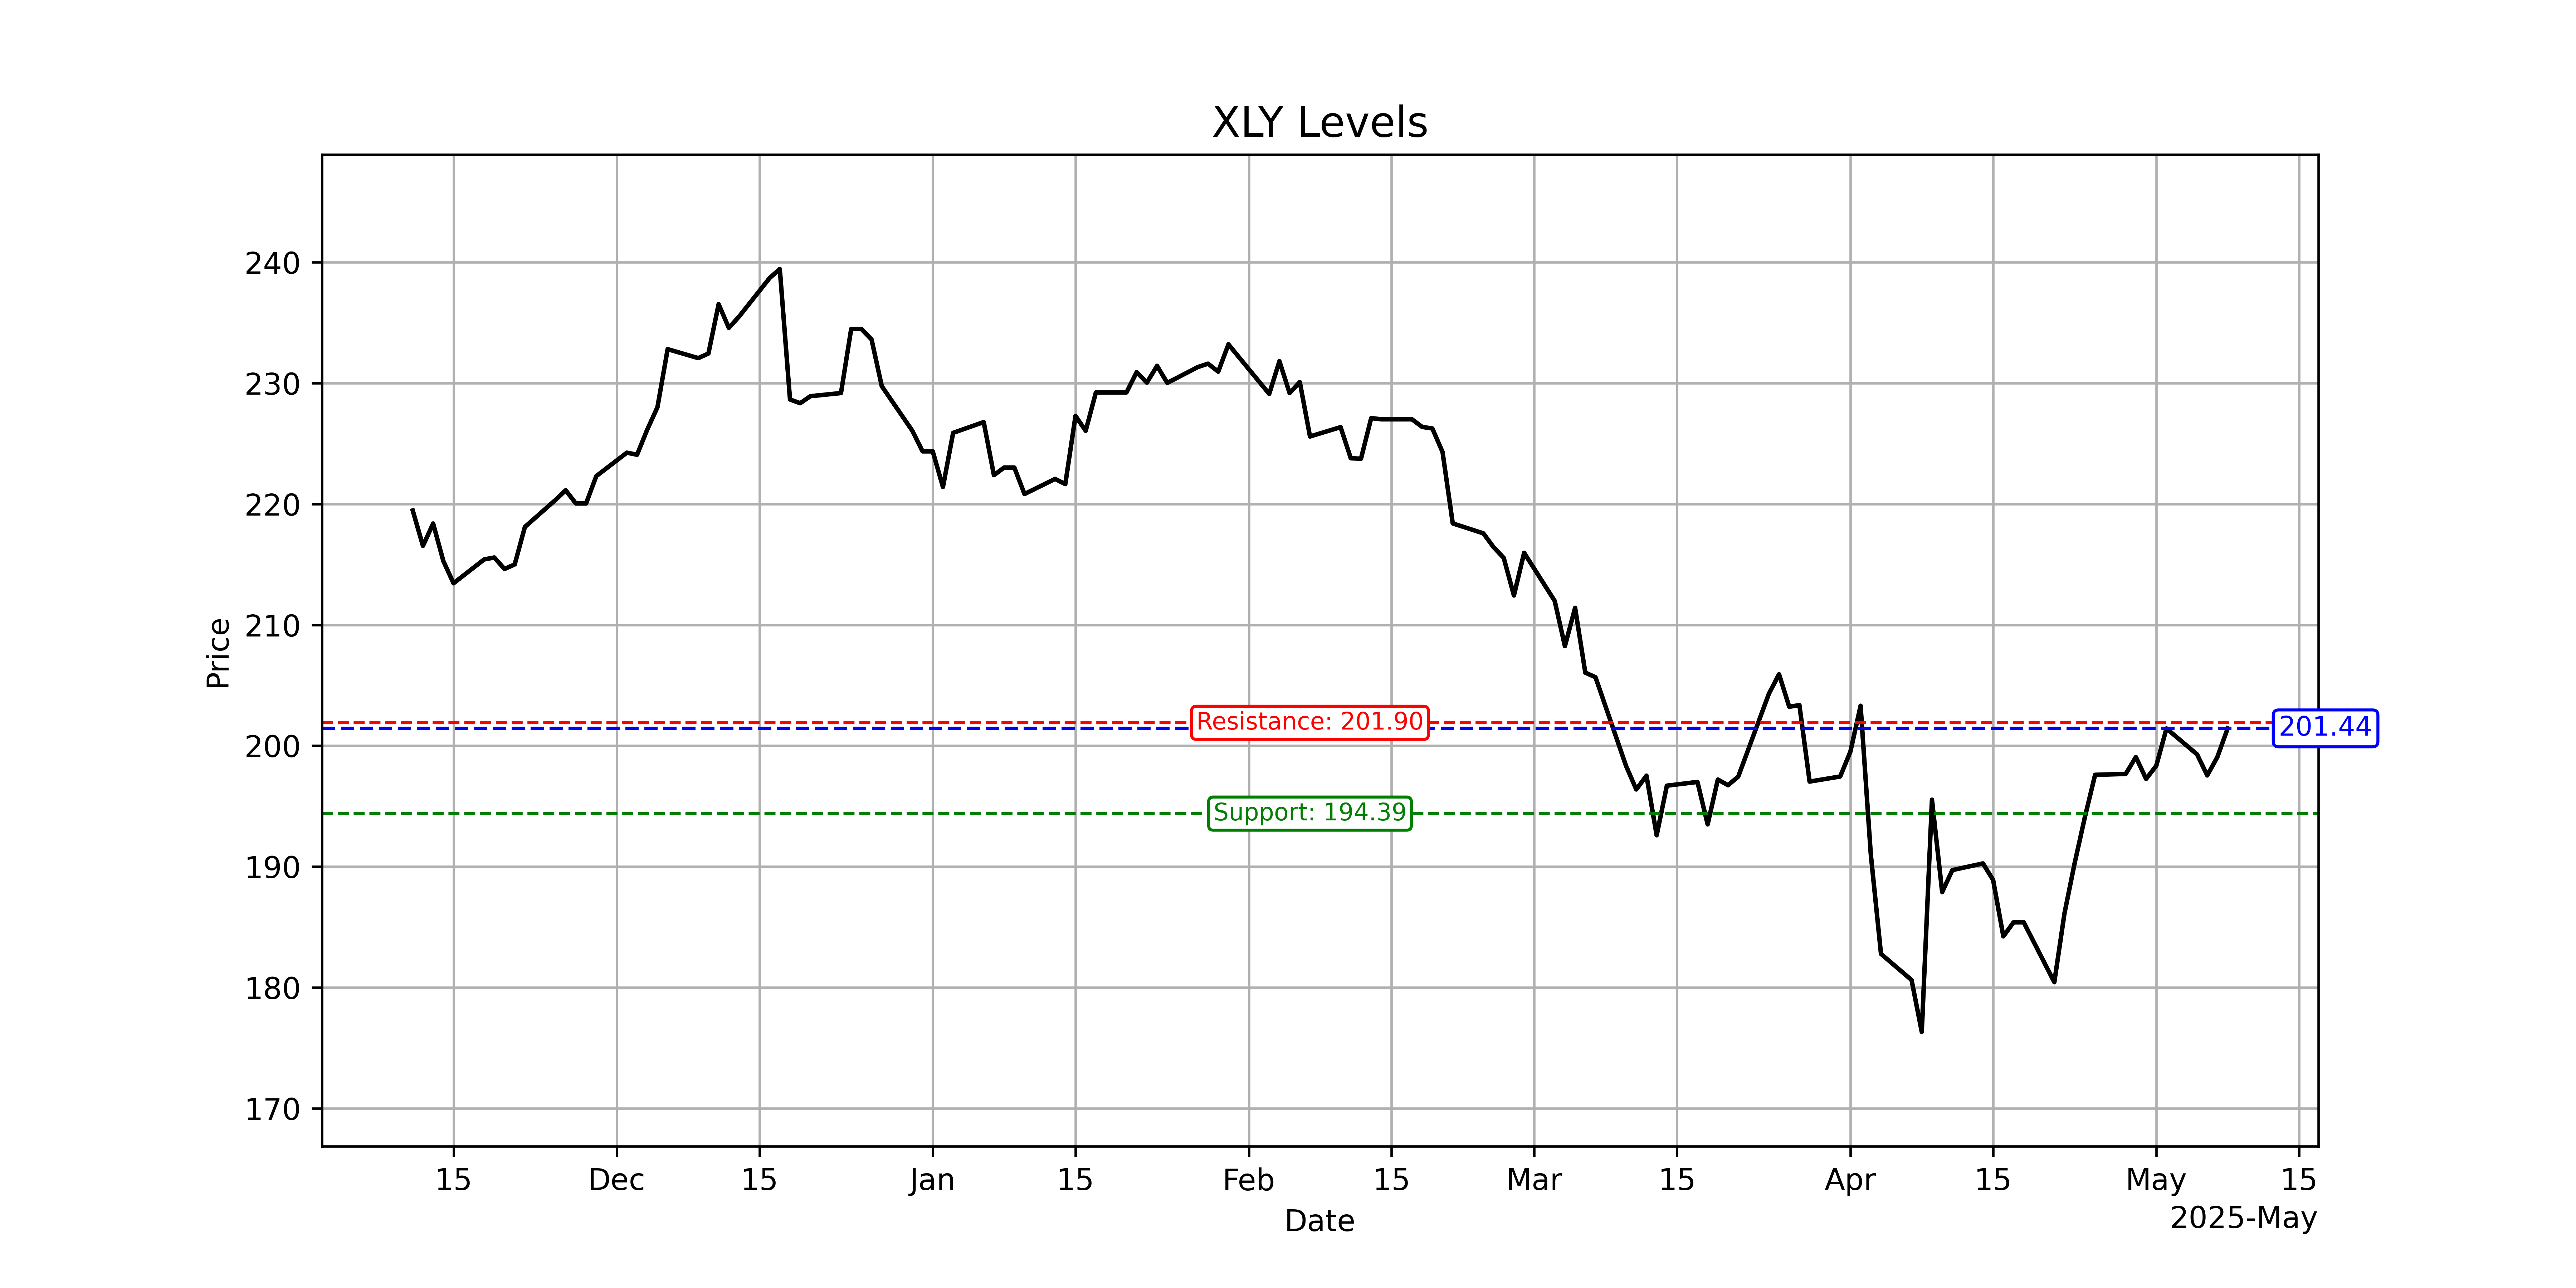 XLY Levels
240
230
220
210
200
190
180
170
Price
Resistance: 201.90
201.44
Support: 194.39
15 Dec 15 Jan 15 Feb 15 Mar 15 Apr 15 May 15
2025-May
Date